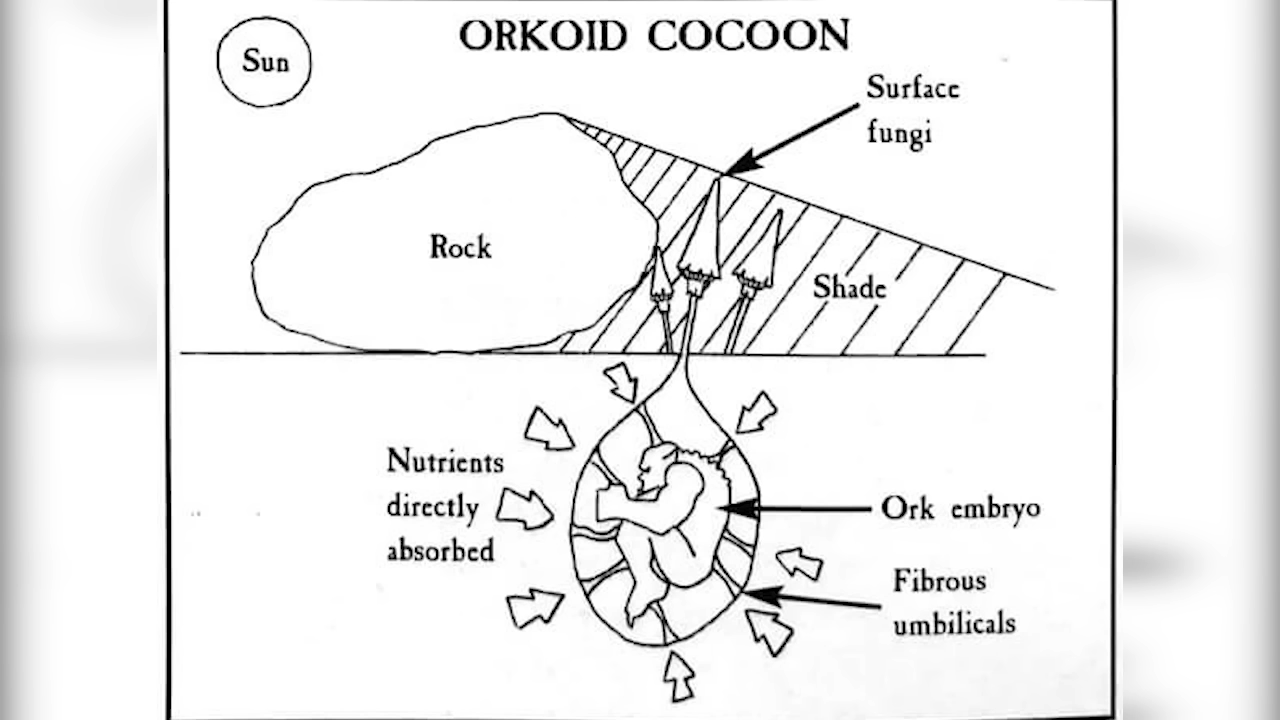 ORKOID COCOON
Sun
Surface
fungi
Rock
Shade
Nutrients
directly
absorbed
Ork embryo
Fibrous
umbilicals